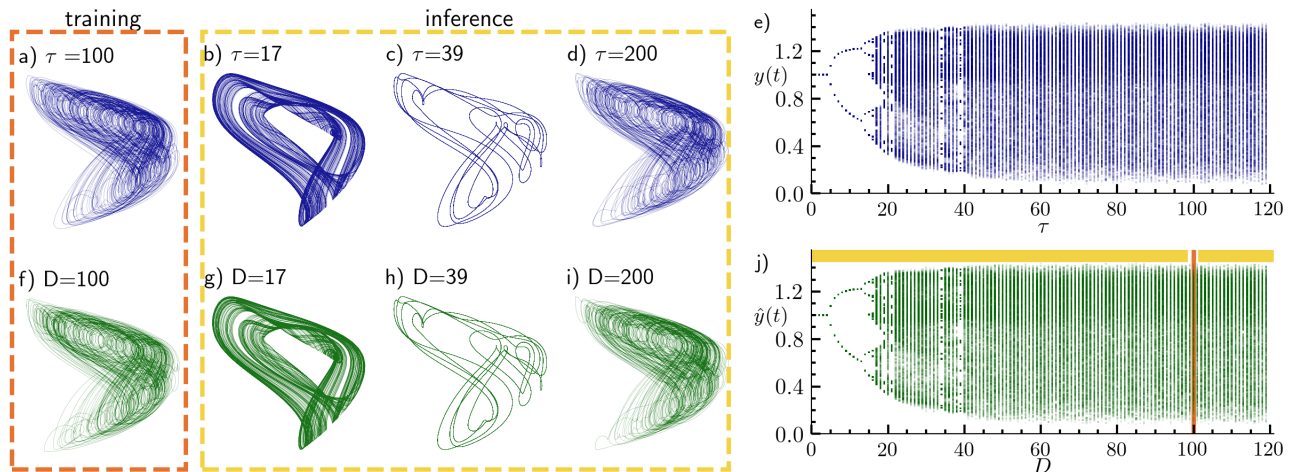 training
inference
a) τ =100
b) τ=17
c) τ=39
d) τ=200
f) D=100
g) D=17
h) D=39
i) D=200
e)
1.2
y(t)
0.8
0.4
0.0
0 20 40 60 80 100 120
τ
j)
1.2
ŷ(t)
0.8
0.4
0.0
0 20 40 60 80 100 120
D